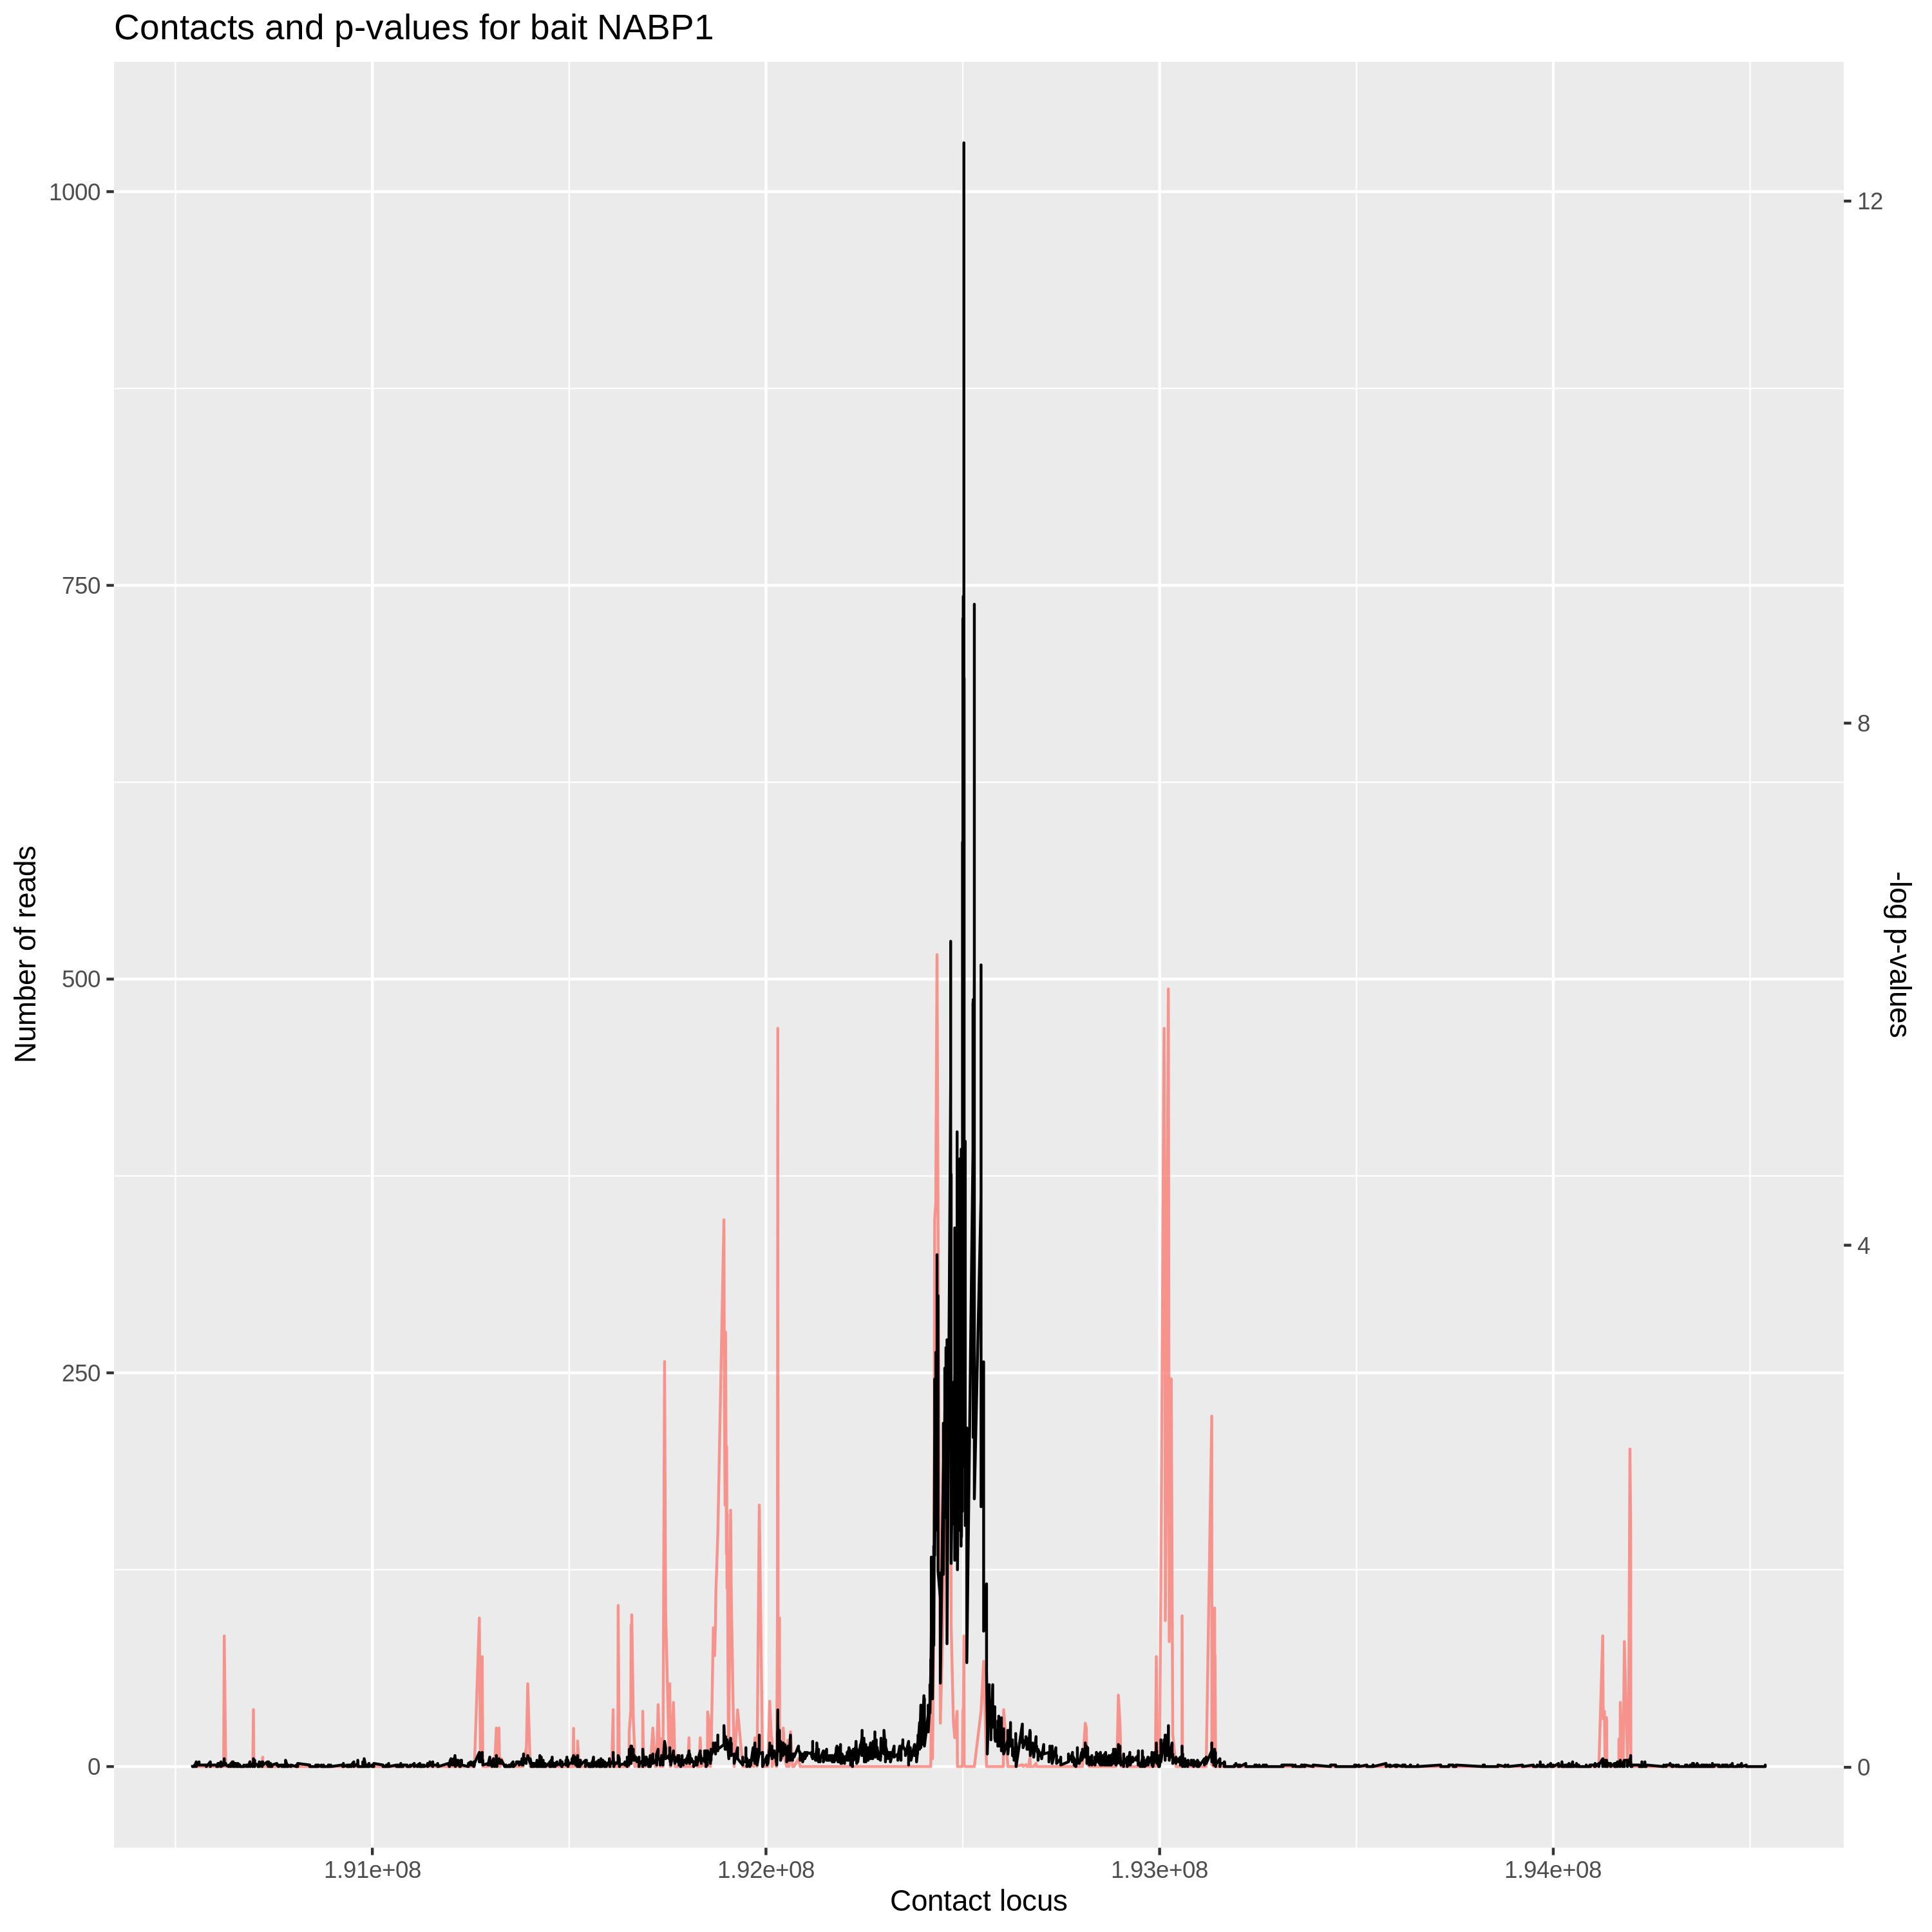 Contacts and p-values for bait NABP1
1000
750
500
250
0
Number of reads
12
8
4
0
-log p-values
1.91e+08
1.92e+08
1.93e+08
1.94e+08
Contact locus